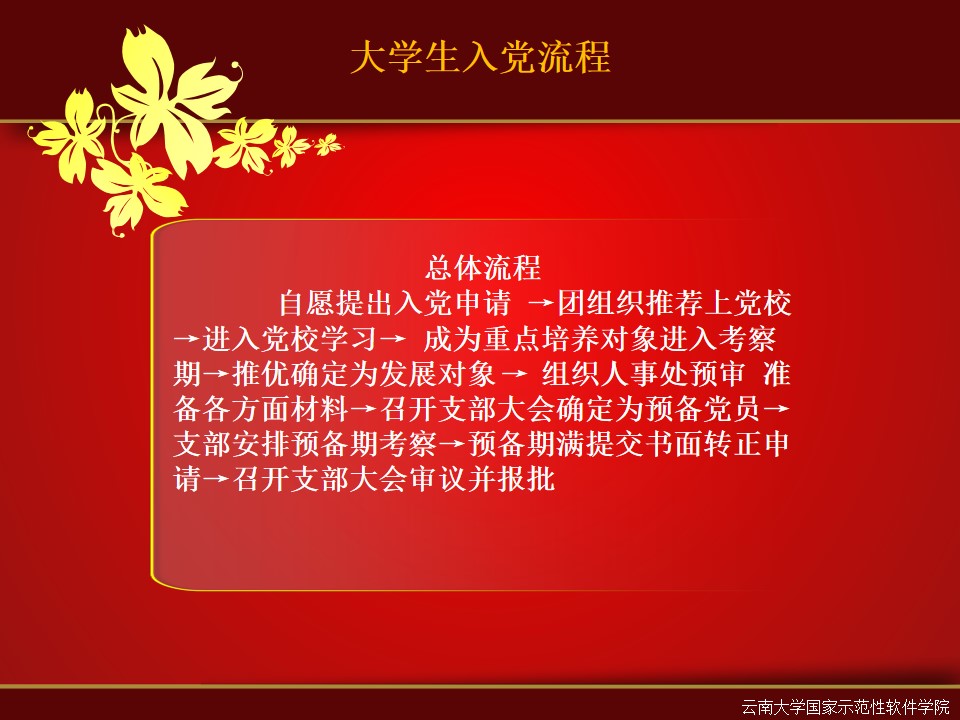 大学生入党流程
总体流程
自愿提出入党申请 →团组织推荐上党校
→进入党校学习→ 成为重点培养对象进入考察
期→推优确定为发展对象→ 组织人事处预审 准
备各方面材料→召开支部大会确定为预备党员→
支部安排预备期考察→预备期满提交书面转正申
请→召开支部大会审议并报批
云南大学国家示范性软件学院